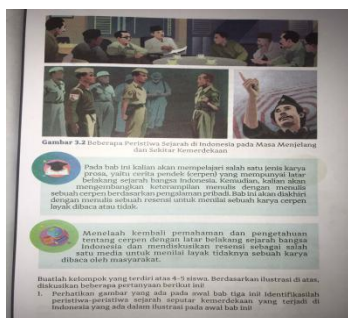 Gambar 3.2 Beberapa Peristiwa Sejarah di Indonesia pada Masa Menjelang
dan Sekitar Kemerdekaan
Pada bab ini kalian akan mempelajari salah satu jenis karya
prosa, yaitu cerita pendek (cerpen) yang mempunyai latar
belakang sejarah bangsa Indonesia. Kemudian, kalian akan
mengembangkan keterampilan menulis dengan menulis
sebuah cerpen berdasarkan pengalaman pribadi. Bab ini akan diakhiri
dengan menulis sebuah resensi untuk menilai sebuah karya cerpen
layak dibaca atau tidak.
Menelaah kembali pemahaman dan pengetahuan
tentang cerpen dengan latar belakang sejarah bangsa
Indonesia dan mendiskusikan resensi sebagai salah
satu media untuk menilai layak tidaknya sebuah karya
dibaca oleh masyarakat.
Buatlah kelompok yang terdiri atas 4-5 siswa. Berdasarkan ilustrasi di atas,
diskusikan beberapa pertanyaan berikut ini!
1. Perhatikan gambar yang ada pada awal bab tiga ini! Identifikasilah
peristiwa-peristiwa sejarah seputar kemerdekaan yang terjadi di
Indonesia yang ada dalam ilustrasi pada awal bab ini!